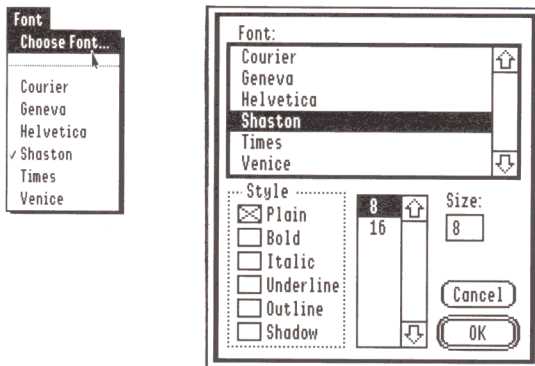 Font
Choose Font...
Courier
Geneva
Helvetica
✓ Shaston
Times
Venice
Font:
Courier
Geneva
Helvetica
Shaston
Times
Venice
Style
Plain
Bold
Italic
Underline
Outline
Shadow
8
16
Size:
8
Cancel
OK